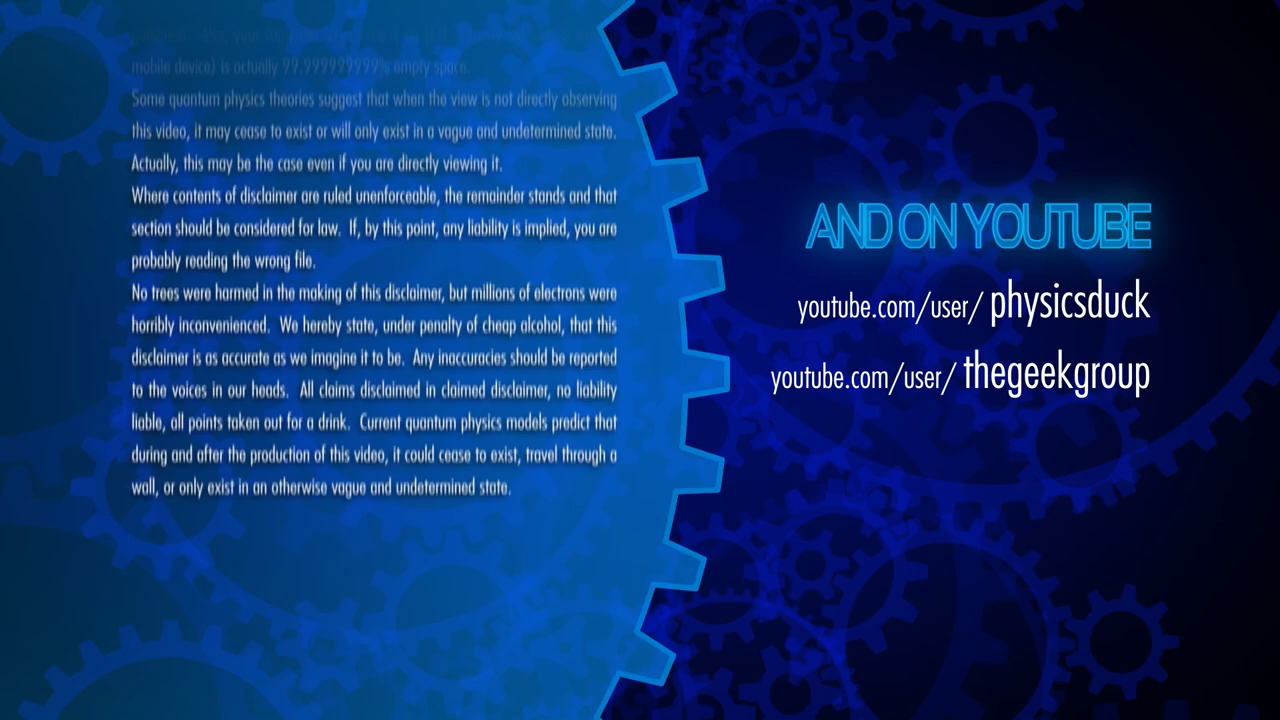 mobile device) is actually 99.999999999% empty space.
Some quantum physics theories suggest that when the view is not directly observing
this video, it may cease to exist or will only exist in a vague and undetermined state.
Actually, this may be the case even if you are directly viewing it.
Where contents of disclaimer are ruled unenforceable, the remainder stands and that
section should be considered for law. If, by this point, any liability is implied, you are
probably reading the wrong file.
No trees were harmed in the making of this disclaimer, but millions of electrons were
horribly inconvenienced. We hereby state, under penalty of cheap alcohol, that this
disclaimer is as accurate as we imagine it to be. Any inaccuracies should be reported
to the voices in our heads. All claims disclaimed in claimed disclaimer, no liability
liable, all points taken out for a drink. Current quantum physics models predict that
during and after the production of this video, it could cease to exist, travel through a
wall, or only exist in an otherwise vague and undetermined state.
AND ON YOUTUBE
youtube.com/user/ physicsduck
youtube.com/user/ thegeekgroup